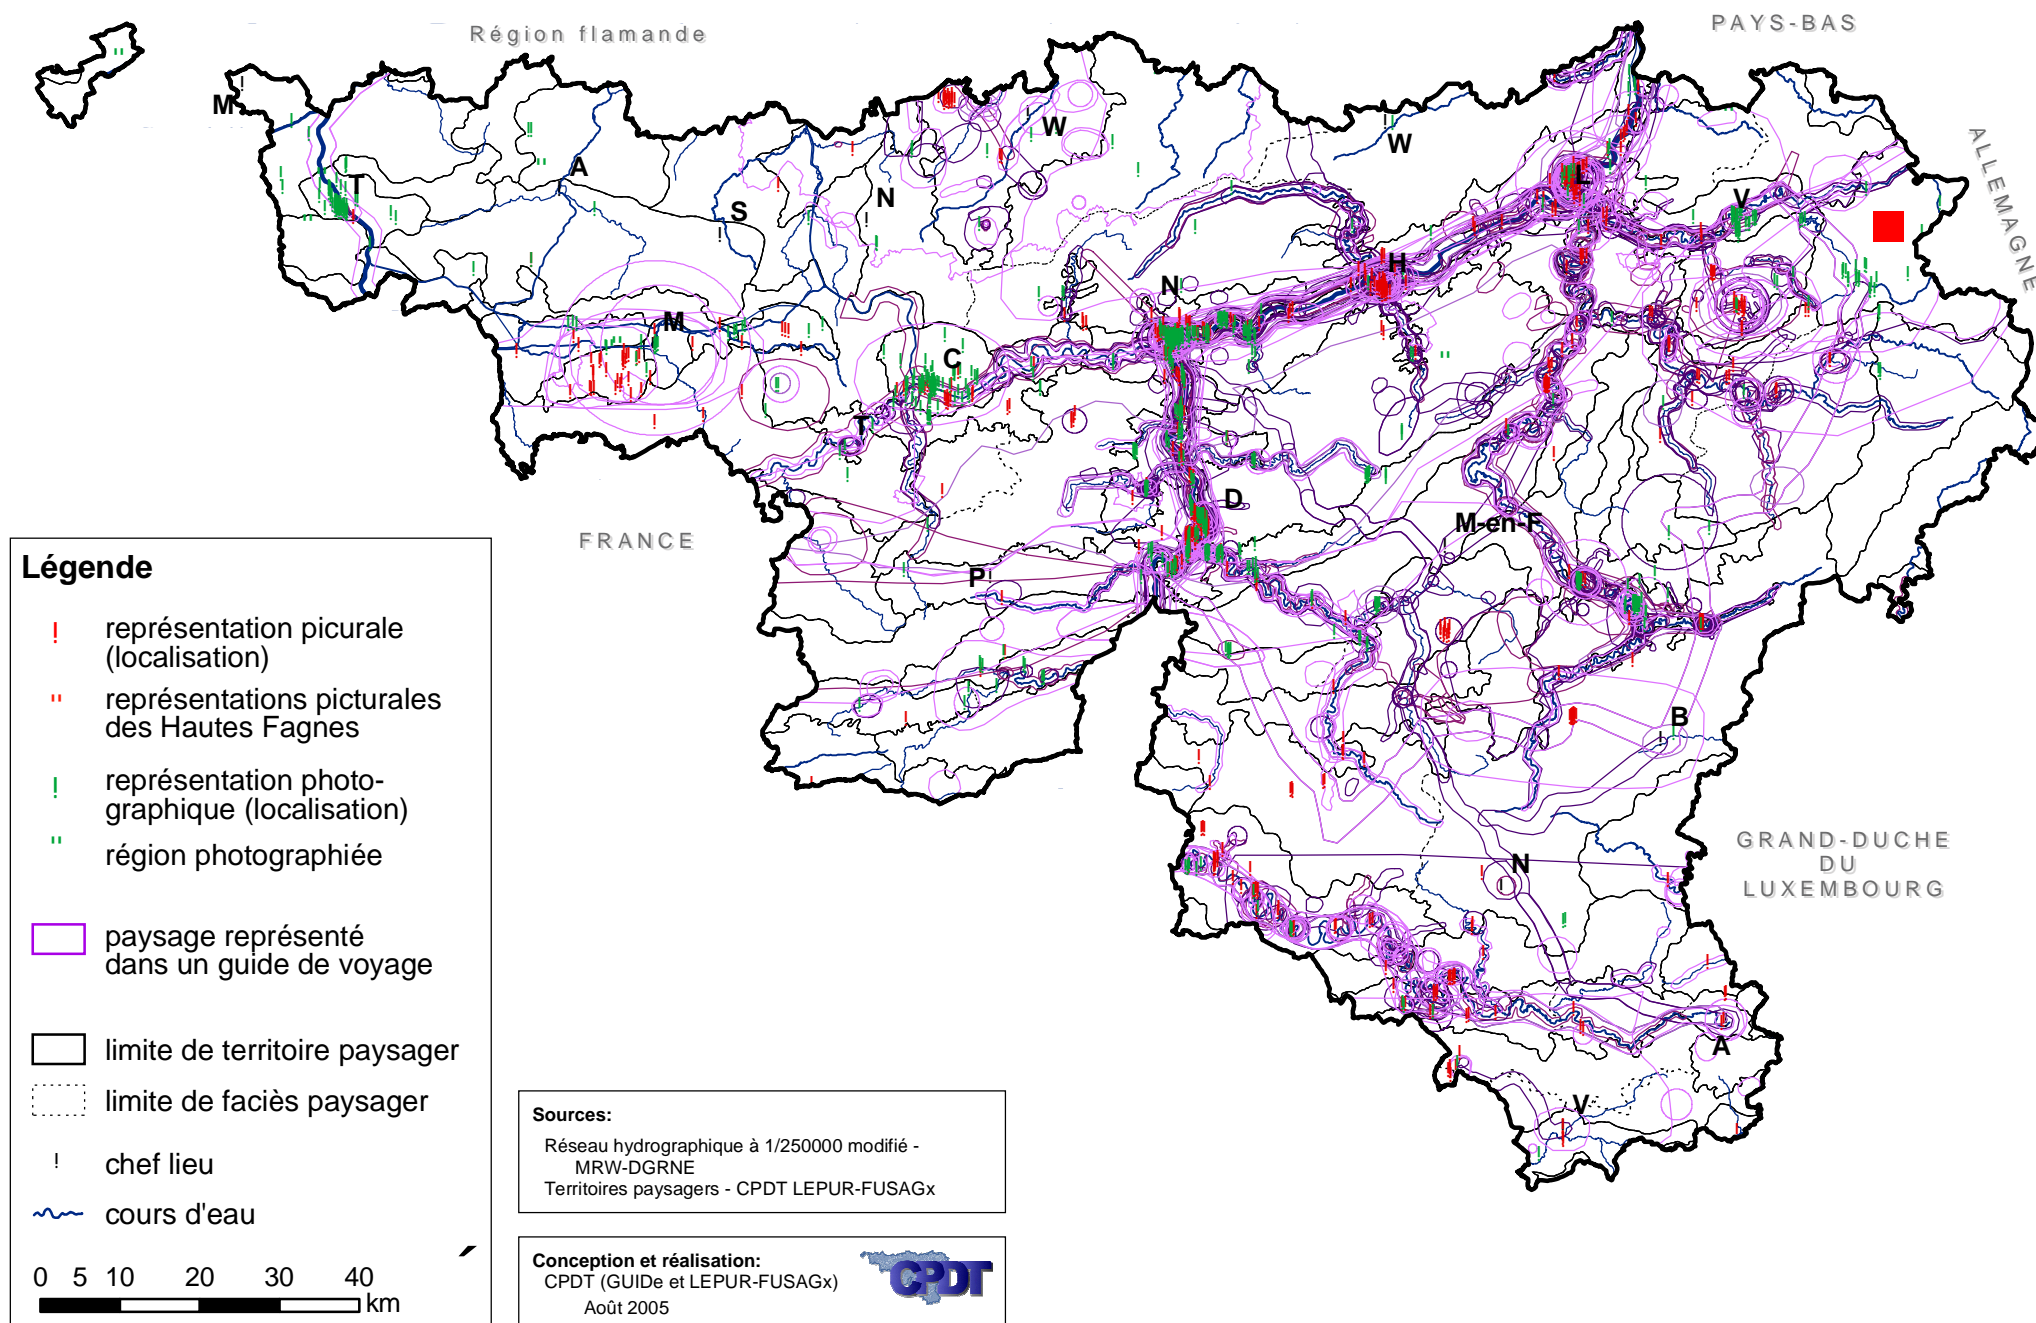 Région flamande
PAYS-BAS
ALLEMAGNE
M
T
A
S
N
W
W
L
V
H
N
M
C
T
D
M-en-F
FRANCE
P
B
N
A
V
GRAND-DUCHE
DU
LUXEMBOURG
Légende
! représentation picurale
(localisation)
" représentations picturales
des Hautes Fagnes
! représentation photo-
graphique (localisation)
" région photographiée
paysage représenté
dans un guide de voyage
limite de territoire paysager
limite de faciès paysager
! chef lieu
cours d'eau
0 5 10 20 30 40
km
Sources:
Réseau hydrographique à 1/250000 modifié -
MRW-DGRNE
Territoires paysagers - CPDT LEPUR-FUSAGx
Conception et réalisation:
CPDT (GUIDe et LEPUR-FUSAGx)
Août 2005
CPDT